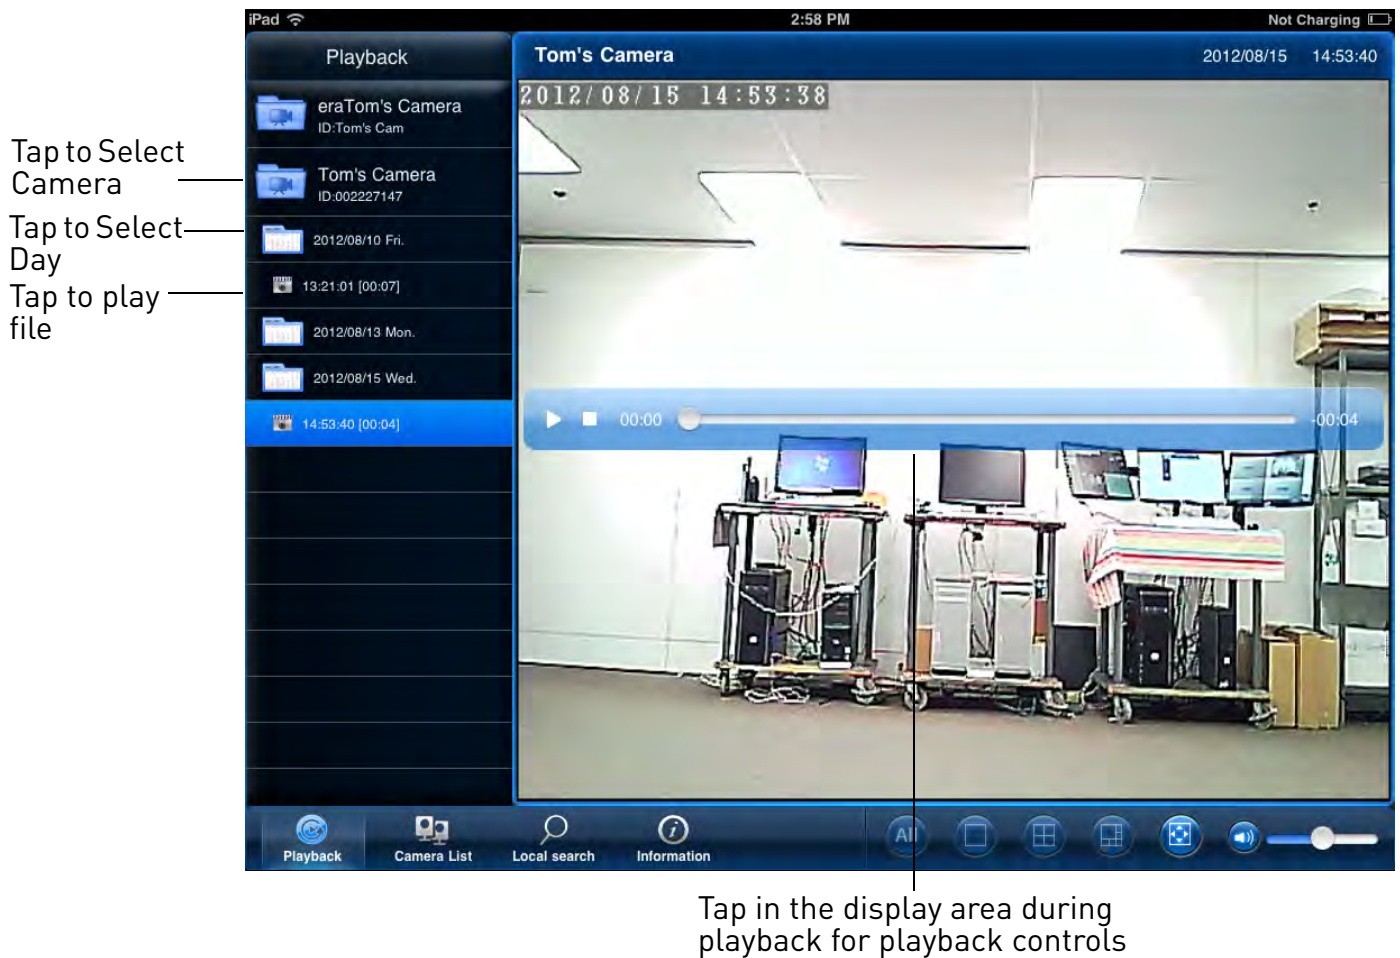 iPad
2:58 PM
Not Charging
Playback
Tom's Camera
2012/08/15 14:53:40
2012/08/15 14:53:38
eraTom's Camera
ID:Tom's Cam
Tap to Select
Camera
Tom's Camera
ID:002227147
Tap to Select
Day
2012/08/10 Fri.
Tap to play
file
13:21:01 [00:07]
2012/08/13 Mon.
2012/08/15 Wed.
14:53:40 [00:04]
00:00
-00:04
Playback
Camera List
Local search
Information
All
Tap in the display area during
playback for playback controls